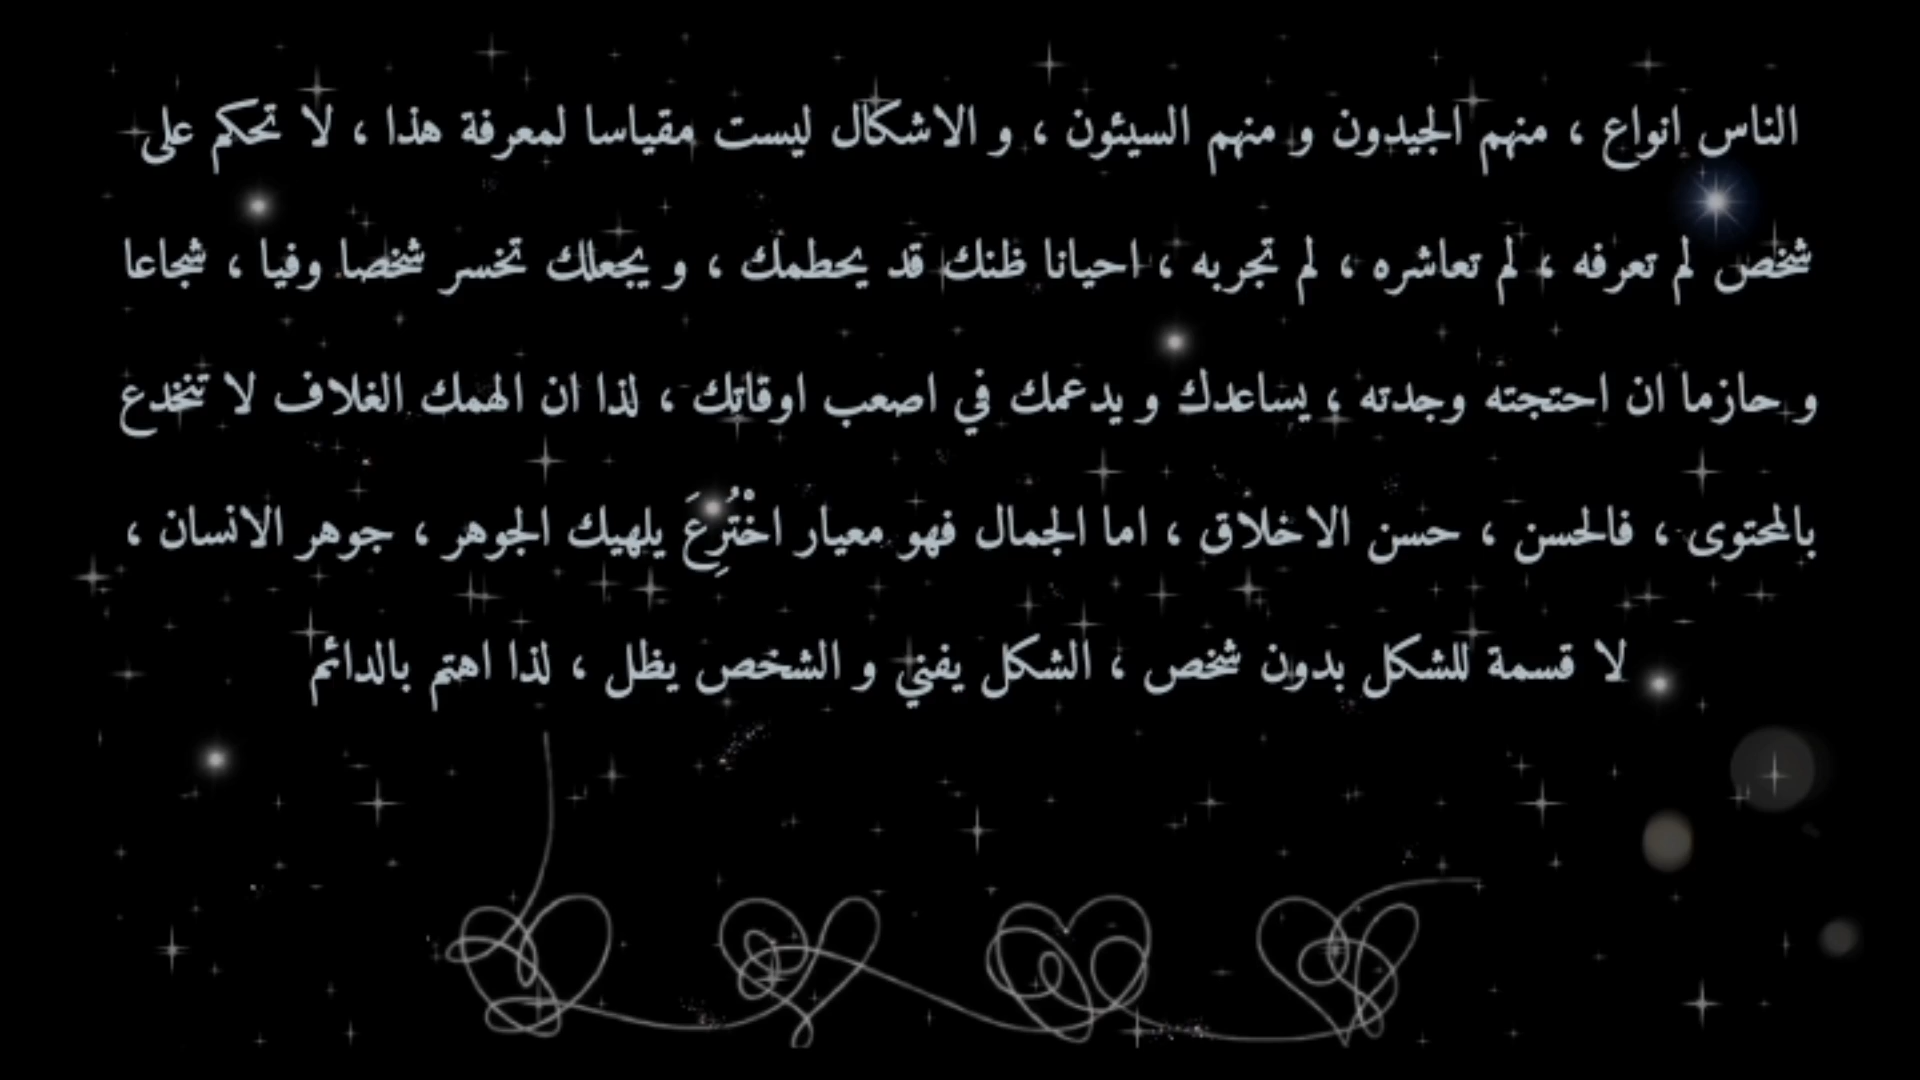 الناس انواع ، منهم الجيدون و منهم السيئون ، و الاشكال ليست مقياسا لمعرفة هذا ، لا تحكم على
شخص لم تعرفه ، لم تعاشره ، لم تجربه ، احيانا ظنك قد يحطمك ، و يجعلك تخسر شخصا وفيا ، شجاعا
و حازما ان احتجته وجدته ، يساعدك و يدعمك في اصعب اوقاتك ، لذا ان الهمك الغلاف لا تنخدع
بالمحتوى ، فالحسن ، حسن الاخلاق ، اما الجمال فهو معيار اخْتُرِعَ يلهيك الجوهر ، جوهر الانسان ،
لا قسمة للشكل بدون شخص ، الشكل يفني و الشخص يظل ، لذا اهتم بالدائم